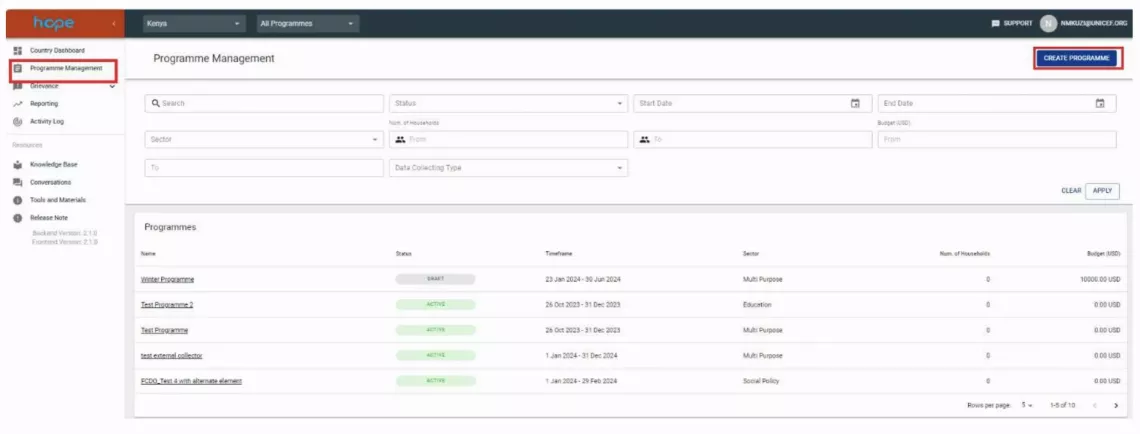 hope
Kenya
All Programmes
SUPPORT
N
NMKUZI@UNICEF.ORG
Country Dashboard
Programme Management
Grievance
Reporting
Activity Log
Resources
Knowledge Base
Conversations
Tools and Materials
Release Note
Backend Version: 2.1.0
Frontend Version: 2.1.0
Programme Management
CREATE PROGRAMME
Search
Status
Start Date
End Date
Num. of Households
Budget (USD)
Sector
From
To
From
To
Data Collecting Type
CLEAR
APPLY
Programmes
Name Status Timeframe Sector Num. of Households Budget (USD)
Winter Programme DRAFT 23 Jan 2024 - 30 Jun 2024 Multi Purpose 0 10000.00 USD
Test Programme 2 ACTIVE 26 Oct 2023 - 31 Dec 2023 Education 0 0.00 USD
Test Programme ACTIVE 26 Oct 2023 - 31 Dec 2023 Multi Purpose 0 0.00 USD
test external collector ACTIVE 1 Jan 2024 - 31 Dec 2024 Multi Purpose 0 0.00 USD
FCDO_Test 4 with alternate element ACTIVE 1 Jan 2024 - 29 Feb 2024 Social Policy 0 0.00 USD
Rows per page: 5 1-5 of 10